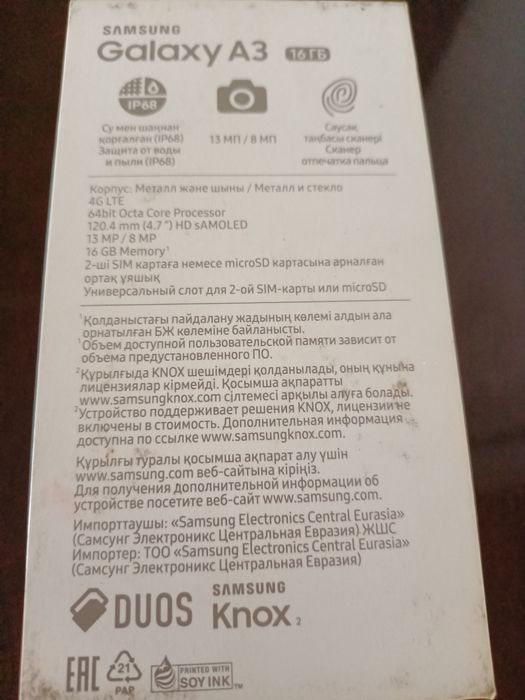 SAMSUNG
Galaxy A3 16 ГБ
IP68
Су мен шаңнан
қорғалған (IP68)
Защита от воды
и пыли (IP68)
13 МП / 8 МП
Саусақ
таңбасы сканері
Сканер
отпечатка пальца
Корпус: Металл және шыны / Металл и стекло
4G LTE
64bit Octa Core Processor
120.4 mm (4.7") HD sAMOLED
13 MP / 8 MP
16 GB Memory¹
2-ші SIM картаға немесе microSD картасына арналған
ортақ ұяшық
Универсальный слот для 2-ой SIM-карты или microSD
¹Қолданыстағы пайдалану жадының көлемі алдын ала
орнатылған БЖ көлеміне байланысты.
¹Объем доступной пользовательской памяти зависит от
объема предустановленного ПО.
²Құрылғыда KNOX шешімдері қолданылады, оның құнына
лицензиялар кірмейді. Қосымша ақпаратты
www.samsungknox.com сілтемесі арқылы алуға болады.
²Устройство поддерживает решения KNOX, лицензии не
включены в стоимость. Дополнительная информация
доступна по ссылке www.samsungknox.com.
Құрылғы туралы қосымша ақпарат алу үшін
www.samsung.com веб-сайтына кіріңіз.
Для получения дополнительной информации об
устройстве посетите веб-сайт www.samsung.com.
Импорттаушы: «Samsung Electronics Central Eurasia»
(Самсунг Электроникс Центральная Евразия) ЖШС
Импортер: ТОО «Samsung Electronics Central Eurasia»
(Самсунг Электроникс Центральная Евразия)
DUOS
SAMSUNG
Knox 2
EAC
21
PAP
PRINTED WITH
SOY INK™